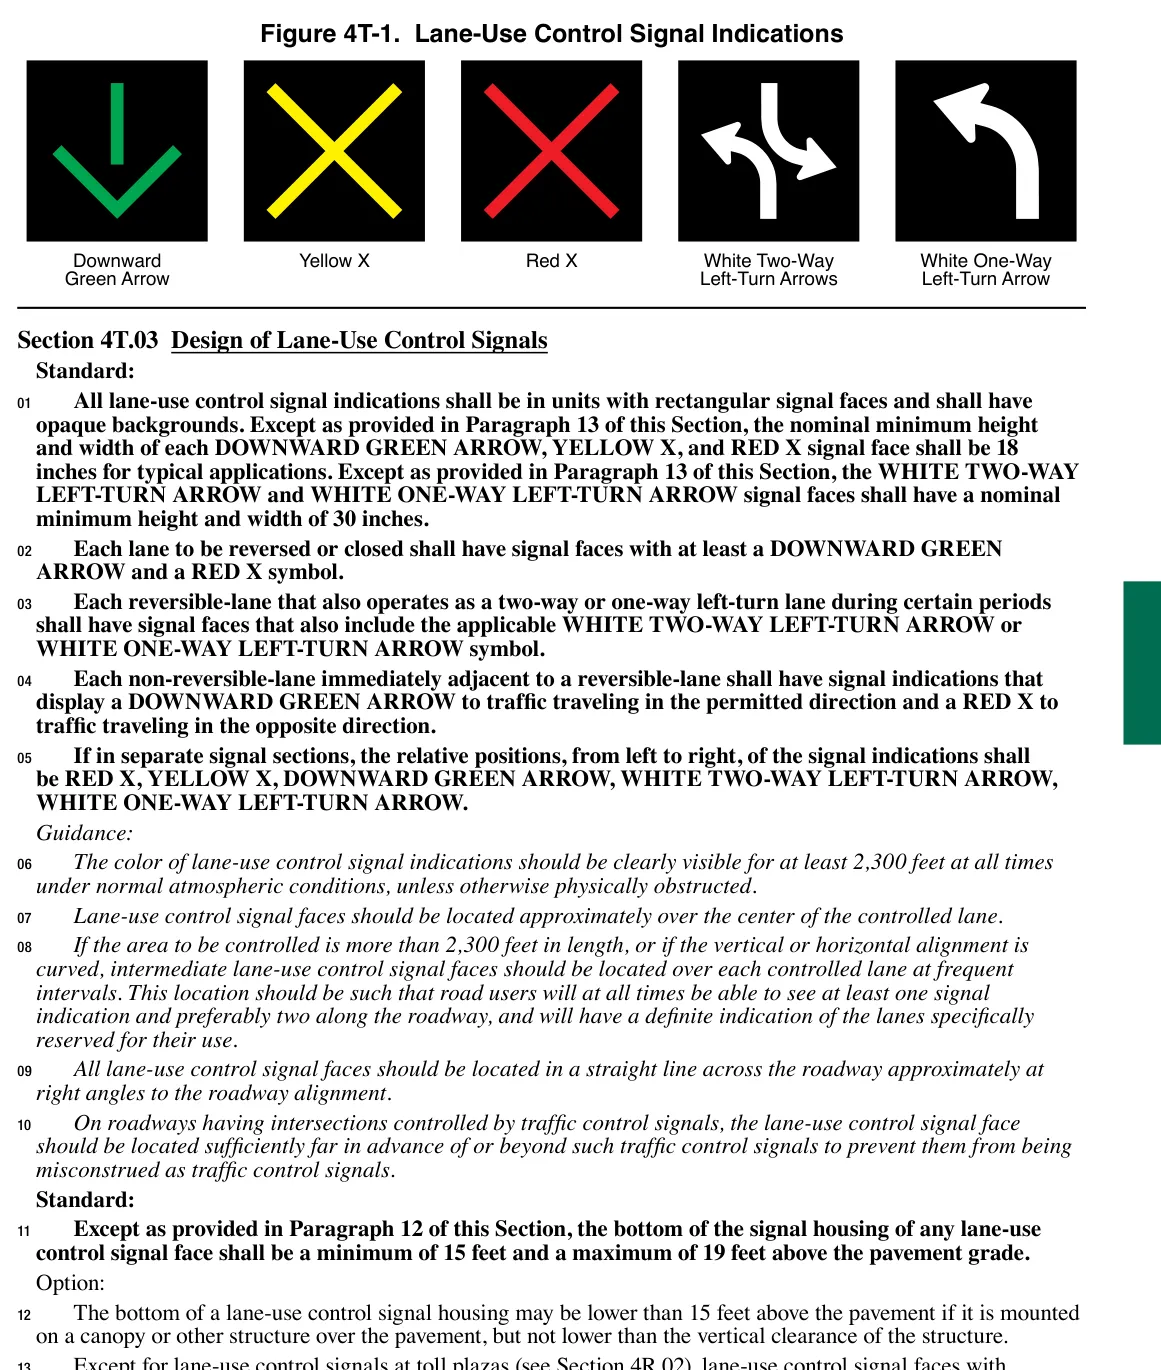 Figure 4T-1.  Lane-Use Control Signal Indications
Downward
Green Arrow
Yellow X
Red X
White Two-Way
Left-Turn Arrows
White One-Way
Left-Turn Arrow
Section 4T.03  Design of Lane-Use Control Signals
Standard:
01 All lane-use control signal indications shall be in units with rectangular signal faces and shall have
opaque backgrounds. Except as provided in Paragraph 13 of this Section, the nominal minimum height
and width of each DOWNWARD GREEN ARROW, YELLOW X, and RED X signal face shall be 18
inches for typical applications. Except as provided in Paragraph 13 of this Section, the WHITE TWO-WAY
LEFT-TURN ARROW and WHITE ONE-WAY LEFT-TURN ARROW signal faces shall have a nominal
minimum height and width of 30 inches.
02 Each lane to be reversed or closed shall have signal faces with at least a DOWNWARD GREEN
ARROW and a RED X symbol.
03 Each reversible-lane that also operates as a two-way or one-way left-turn lane during certain periods
shall have signal faces that also include the applicable WHITE TWO-WAY LEFT-TURN ARROW or
WHITE ONE-WAY LEFT-TURN ARROW symbol.
04 Each non-reversible-lane immediately adjacent to a reversible-lane shall have signal indications that
display a DOWNWARD GREEN ARROW to traffic traveling in the permitted direction and a RED X to
traffic traveling in the opposite direction.
05 If in separate signal sections, the relative positions, from left to right, of the signal indications shall
be RED X, YELLOW X, DOWNWARD GREEN ARROW, WHITE TWO-WAY LEFT-TURN ARROW,
WHITE ONE-WAY LEFT-TURN ARROW.
Guidance:
06 The color of lane-use control signal indications should be clearly visible for at least 2,300 feet at all times
under normal atmospheric conditions, unless otherwise physically obstructed.
07 Lane-use control signal faces should be located approximately over the center of the controlled lane.
08 If the area to be controlled is more than 2,300 feet in length, or if the vertical or horizontal alignment is
curved, intermediate lane-use control signal faces should be located over each controlled lane at frequent
intervals. This location should be such that road users will at all times be able to see at least one signal
indication and preferably two along the roadway, and will have a definite indication of the lanes specifically
reserved for their use.
09 All lane-use control signal faces should be located in a straight line across the roadway approximately at
right angles to the roadway alignment.
10 On roadways having intersections controlled by traffic control signals, the lane-use control signal face
should be located sufficiently far in advance of or beyond such traffic control signals to prevent them from being
misconstrued as traffic control signals.
Standard:
11 Except as provided in Paragraph 12 of this Section, the bottom of the signal housing of any lane-use
control signal face shall be a minimum of 15 feet and a maximum of 19 feet above the pavement grade.
Option:
12 The bottom of a lane-use control signal housing may be lower than 15 feet above the pavement if it is mounted
on a canopy or other structure over the pavement, but not lower than the vertical clearance of the structure.
13 Except for lane-use control signals at toll plazas (see Section 4R.02), lane-use control signal faces with